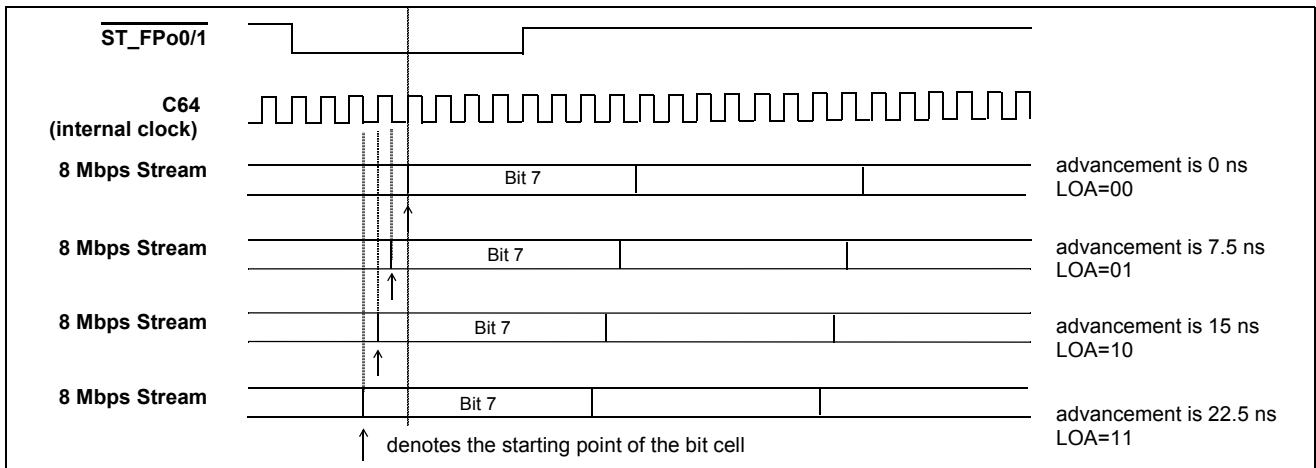 ST_FPo0/1
C64
(internal clock)
8 Mbps Stream
Bit 7
advancement is 0 ns
LOA=00
8 Mbps Stream
Bit 7
advancement is 7.5 ns
LOA=01
8 Mbps Stream
Bit 7
advancement is 15 ns
LOA=10
8 Mbps Stream
Bit 7
advancement is 22.5 ns
LOA=11
denotes the starting point of the bit cell